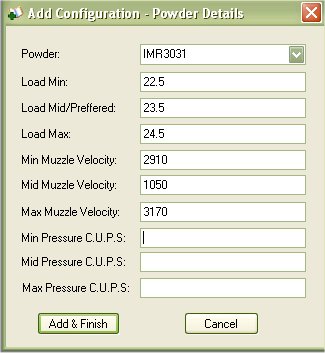 Add Configuration - Powder Details
Powder: IMR3031
Load Min: 22.5
Load Mid/Preffered: 23.5
Load Max: 24.5
Min Muzzle Velocity: 2910
Mid Muzzle Velocity: 1050
Max Muzzle Velocity: 3170
Min Pressure C.U.P.S:
Mid Pressure C.U.P.S:
Max Pressure C.U.P.S:
Add & Finish Cancel